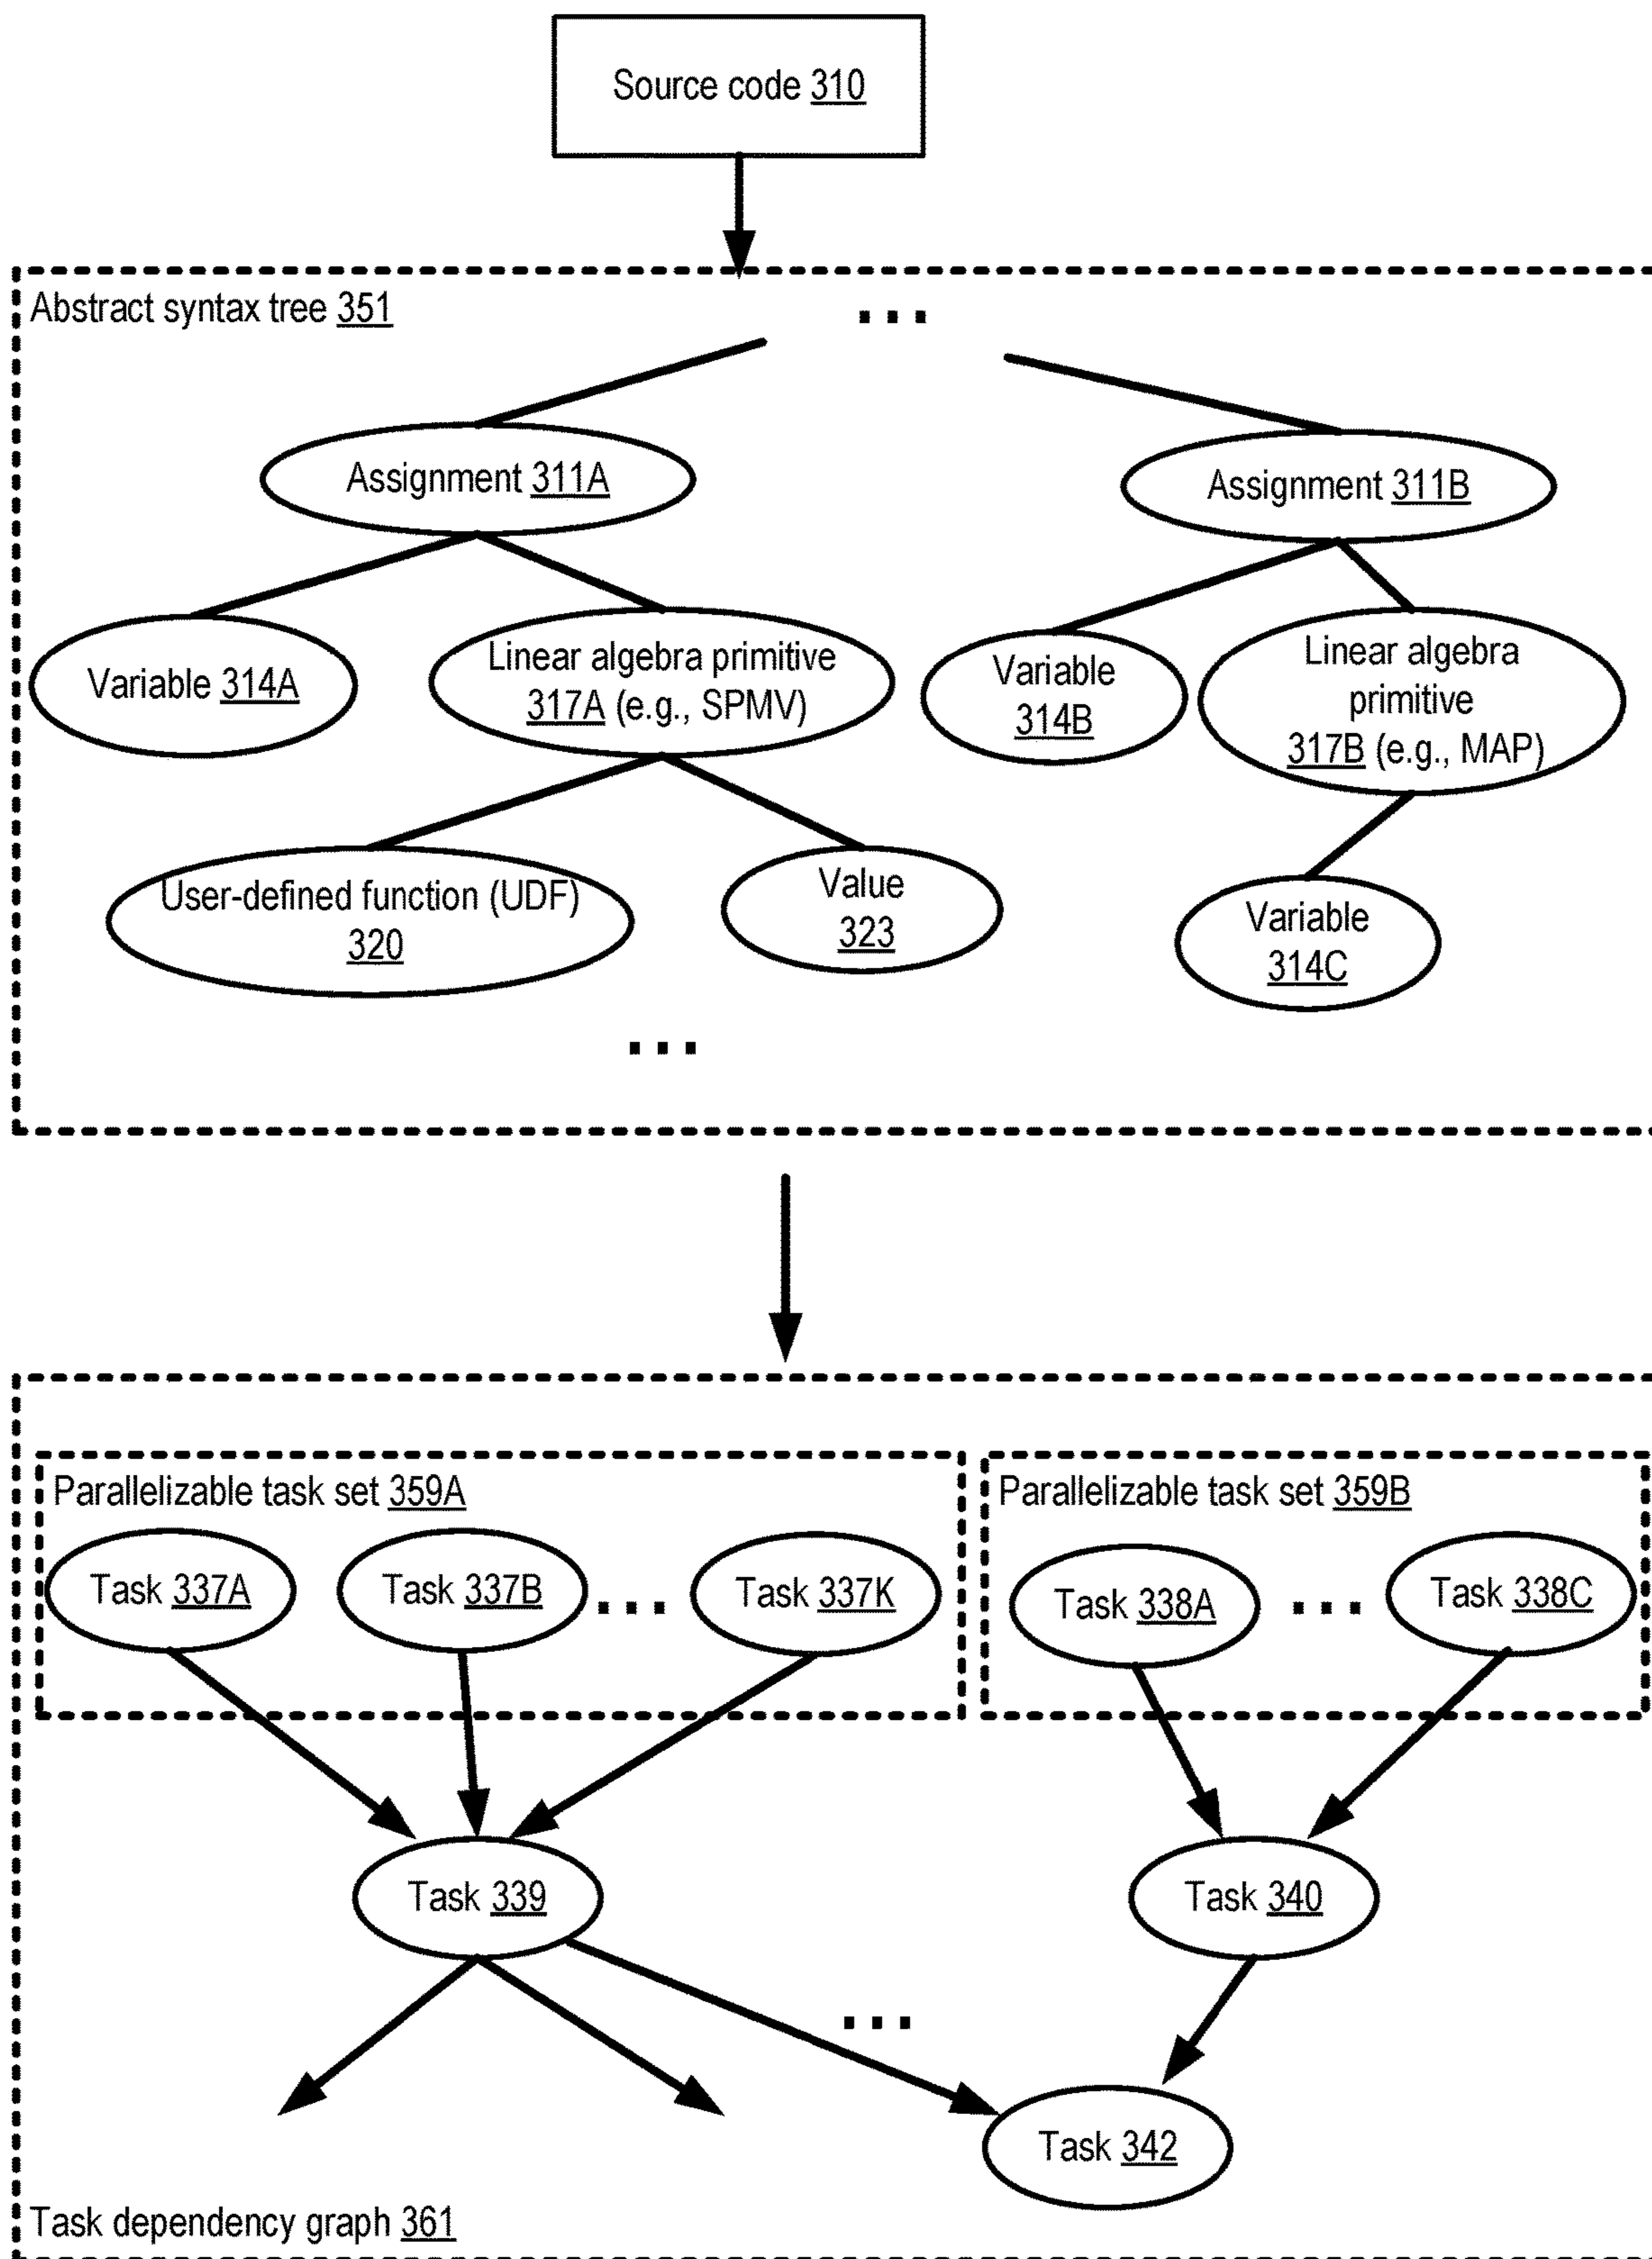 Source code 310
Abstract syntax tree 351
...
Assignment 311A
Assignment 311B
Variable 314A
Linear algebra primitive
317A (e.g., SPMV)
Variable
314B
Linear algebra
primitive
317B (e.g., MAP)
User-defined function (UDF)
320
Value
323
Variable
314C
...
Parallelizable task set 359A
Parallelizable task set 359B
Task 337A
Task 337B
...
Task 337K
Task 338A
...
Task 338C
Task 339
Task 340
...
Task 342
Task dependency graph 361